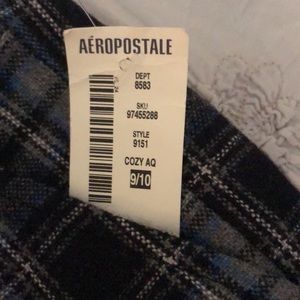 AÉROPOSTALE
DEPT
8583
SKU
97455288
STYLE
9151
COZY AQ
9/10